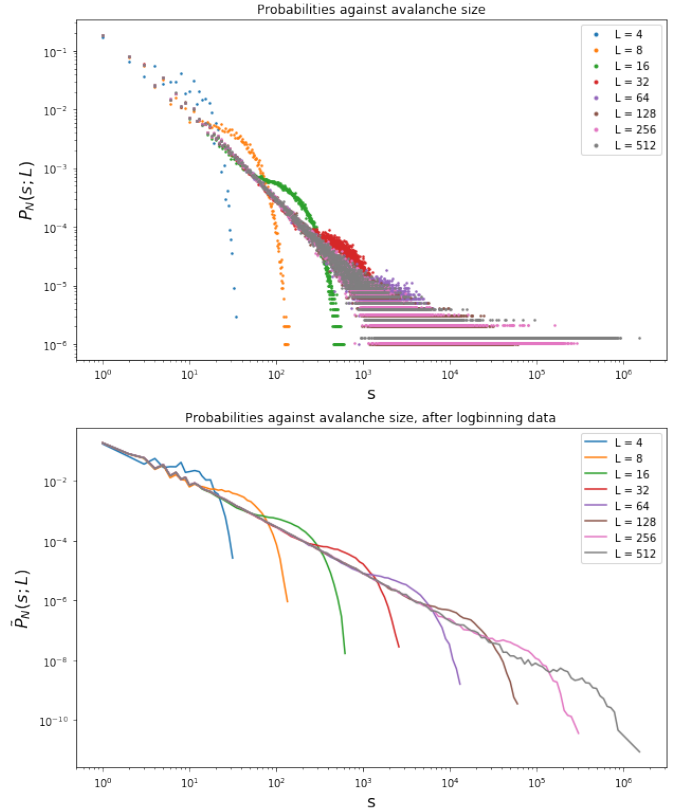 Probabilities against avalanche size
10⁻¹
10⁻²
10⁻³
10⁻⁴
10⁻⁵
10⁻⁶
P_N(s; L)
L = 4
L = 8
L = 16
L = 32
L = 64
L = 128
L = 256
L = 512
10⁰
10¹
10²
10³
10⁴
10⁵
10⁶
s
Probabilities against avalanche size, after logbinning data
10⁻²
10⁻⁴
10⁻⁶
10⁻⁸
10⁻¹⁰
P̃_N(s; L)
L = 4
L = 8
L = 16
L = 32
L = 64
L = 128
L = 256
L = 512
10⁰
10¹
10²
10³
10⁴
10⁵
10⁶
s